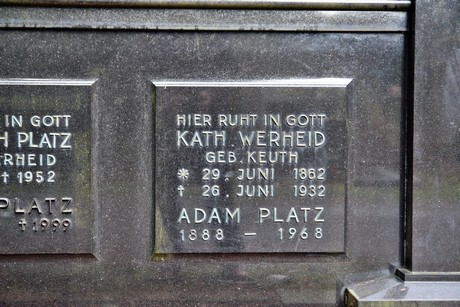 IN GOTT
PLATZ
† 1952
PLATZ
†1999
HIER RUHT IN GOTT
KATH. WERHEID
GEB. KEUTH
* 29. JUNI 1862
† 26. JUNI 1932
ADAM PLATZ
1888 – 1968